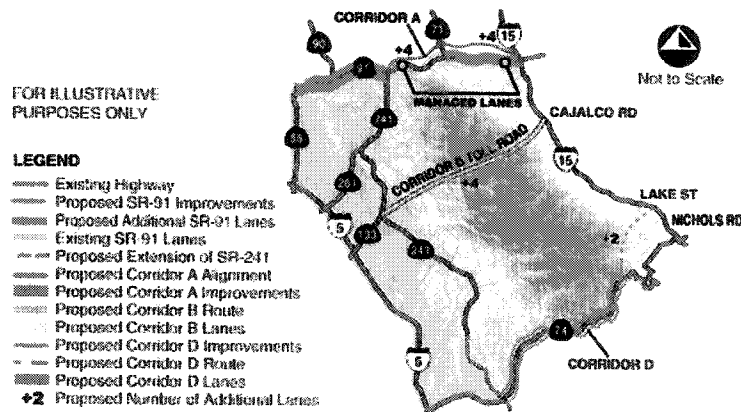 CORRIDOR A
90
71
15
+4
+4
91
Not to Scale
FOR ILLUSTRATIVE
PURPOSES ONLY
MANAGED LANES
241
CAJALCO RD
55
LEGEND
Existing Highway
Proposed SR-91 Improvements
Proposed Additional SR-91 Lanes
Existing SR-91 Lanes
Proposed Extension of SR-241
Proposed Corridor A Alignment
Proposed Corridor A Improvements
Proposed Corridor B Route
Proposed Corridor B Lanes
Proposed Corridor D Improvements
Proposed Corridor D Route
Proposed Corridor D Lanes
+2 Proposed Number of Additional Lanes
CORRIDOR B TOLL ROAD
+4
15
261
LAKE ST
NICHOLS RD
5
133
241
+2
74
5
CORRIDOR D